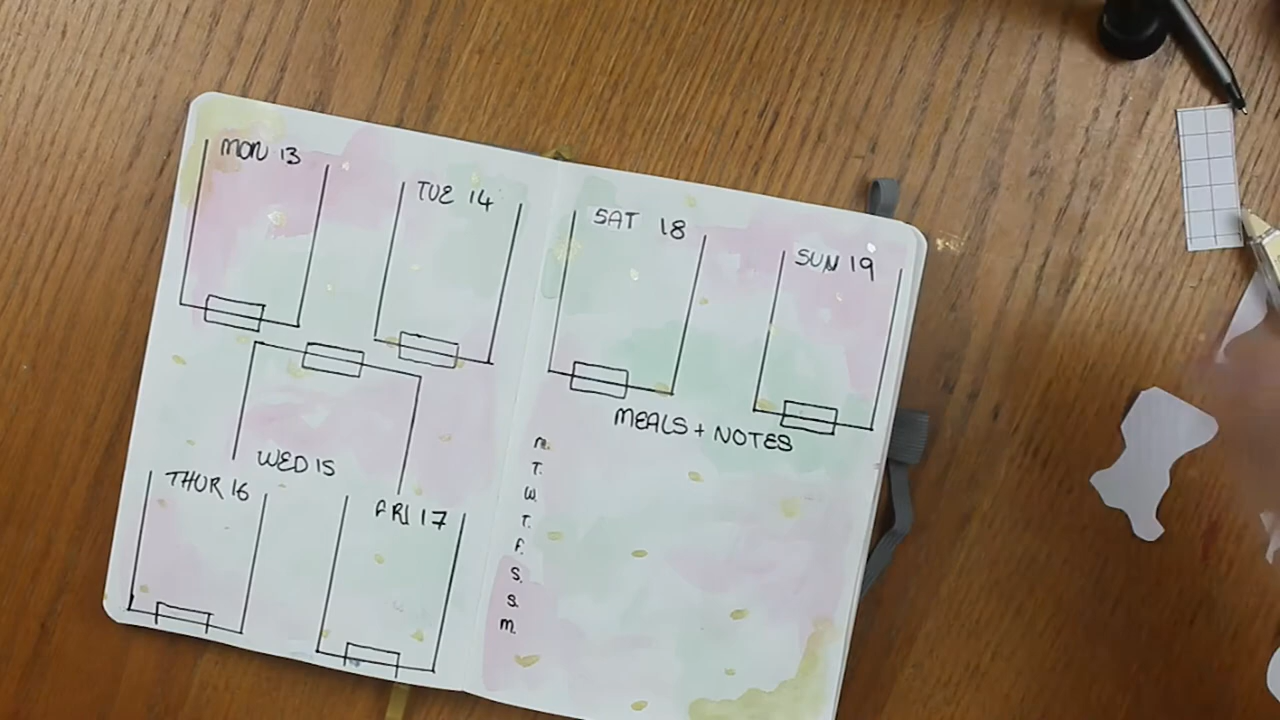 MON 13
TUE 14
WED 15
THUR 16
FRI 17
SAT 18
SUN 19
MEALS + NOTES
M.
T.
W.
T.
F.
S.
S.
M.